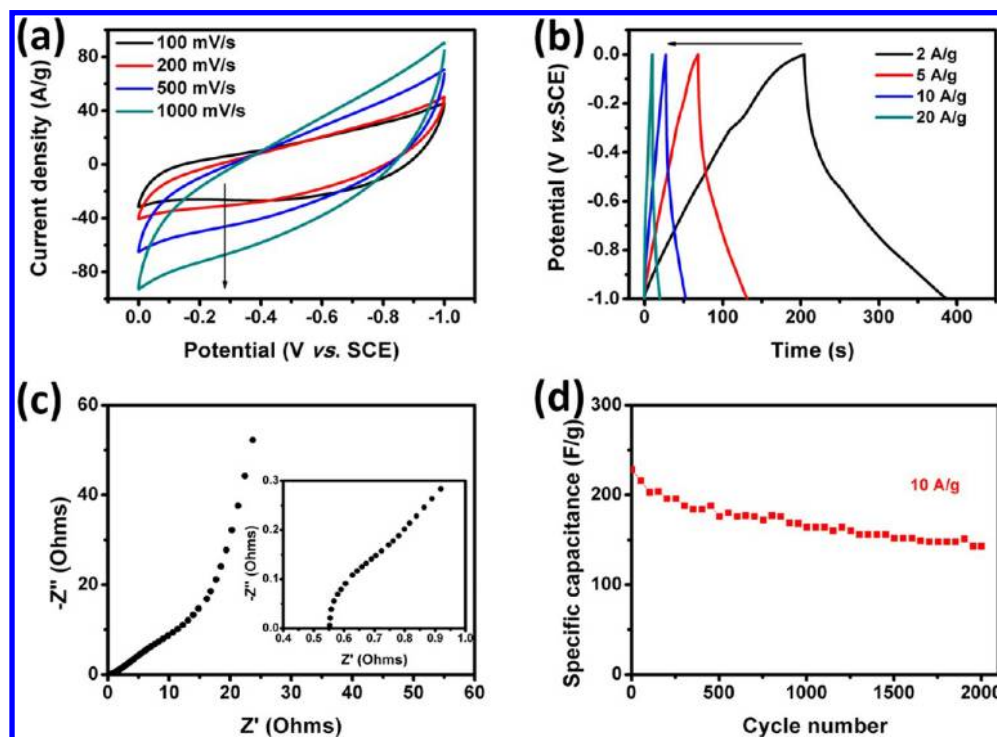 (a)
100 mV/s
200 mV/s
500 mV/s
1000 mV/s
80
40
0
-40
-80
Current density (A/g)
0.0 -0.2 -0.4 -0.6 -0.8 -1.0
Potential (V vs. SCE)
(b)
2 A/g
5 A/g
10 A/g
20 A/g
0.0
-0.2
-0.4
-0.6
-0.8
-1.0
Potential (V vs.SCE)
0 100 200 300 400
Time (s)
(c)
60
50
40
30
20
10
0
-Z'' (Ohms)
0 10 20 30 40 50 60
Z' (Ohms)
0.3
0.2
0.1
0.0
-Z'' (Ohms)
0.4 0.5 0.6 0.7 0.8 0.9 1.0
Z' (Ohms)
(d)
300
200
100
0
Specific capacitance (F/g)
10 A/g
0 500 1000 1500 2000
Cycle number